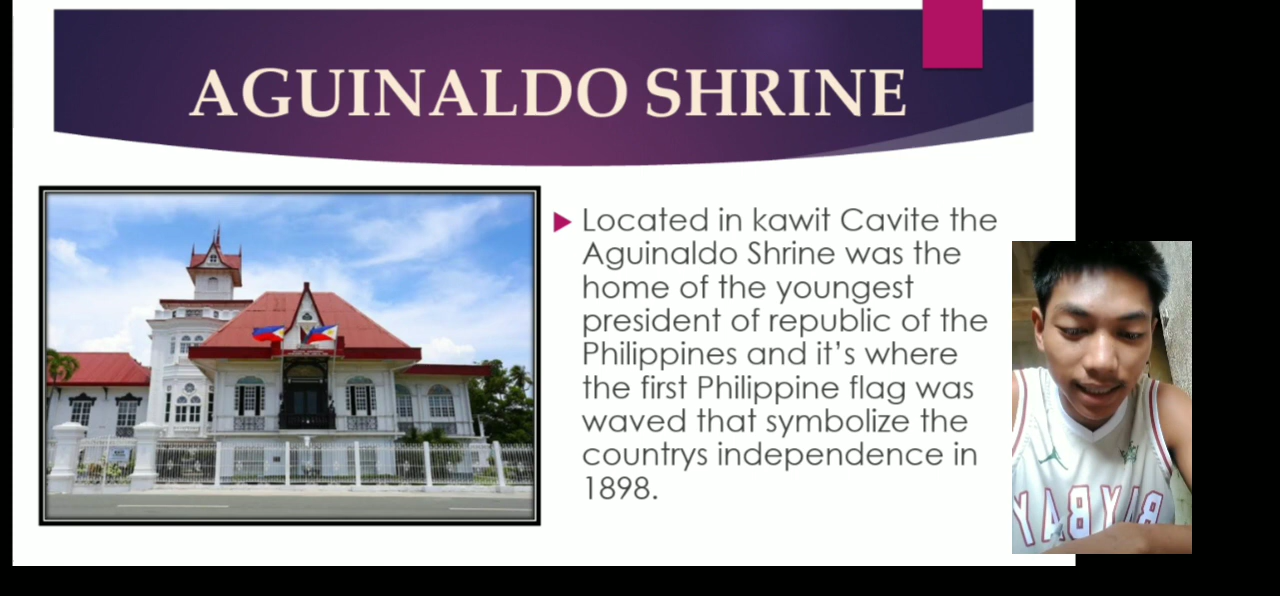 AGUINALDO SHRINE
Located in kawit Cavite the
Aguinaldo Shrine was the
home of the youngest
president of republic of the
Philippines and it's where
the first Philippine flag was
waved that symbolize the
countrys independence in
1898.
BAYBAY